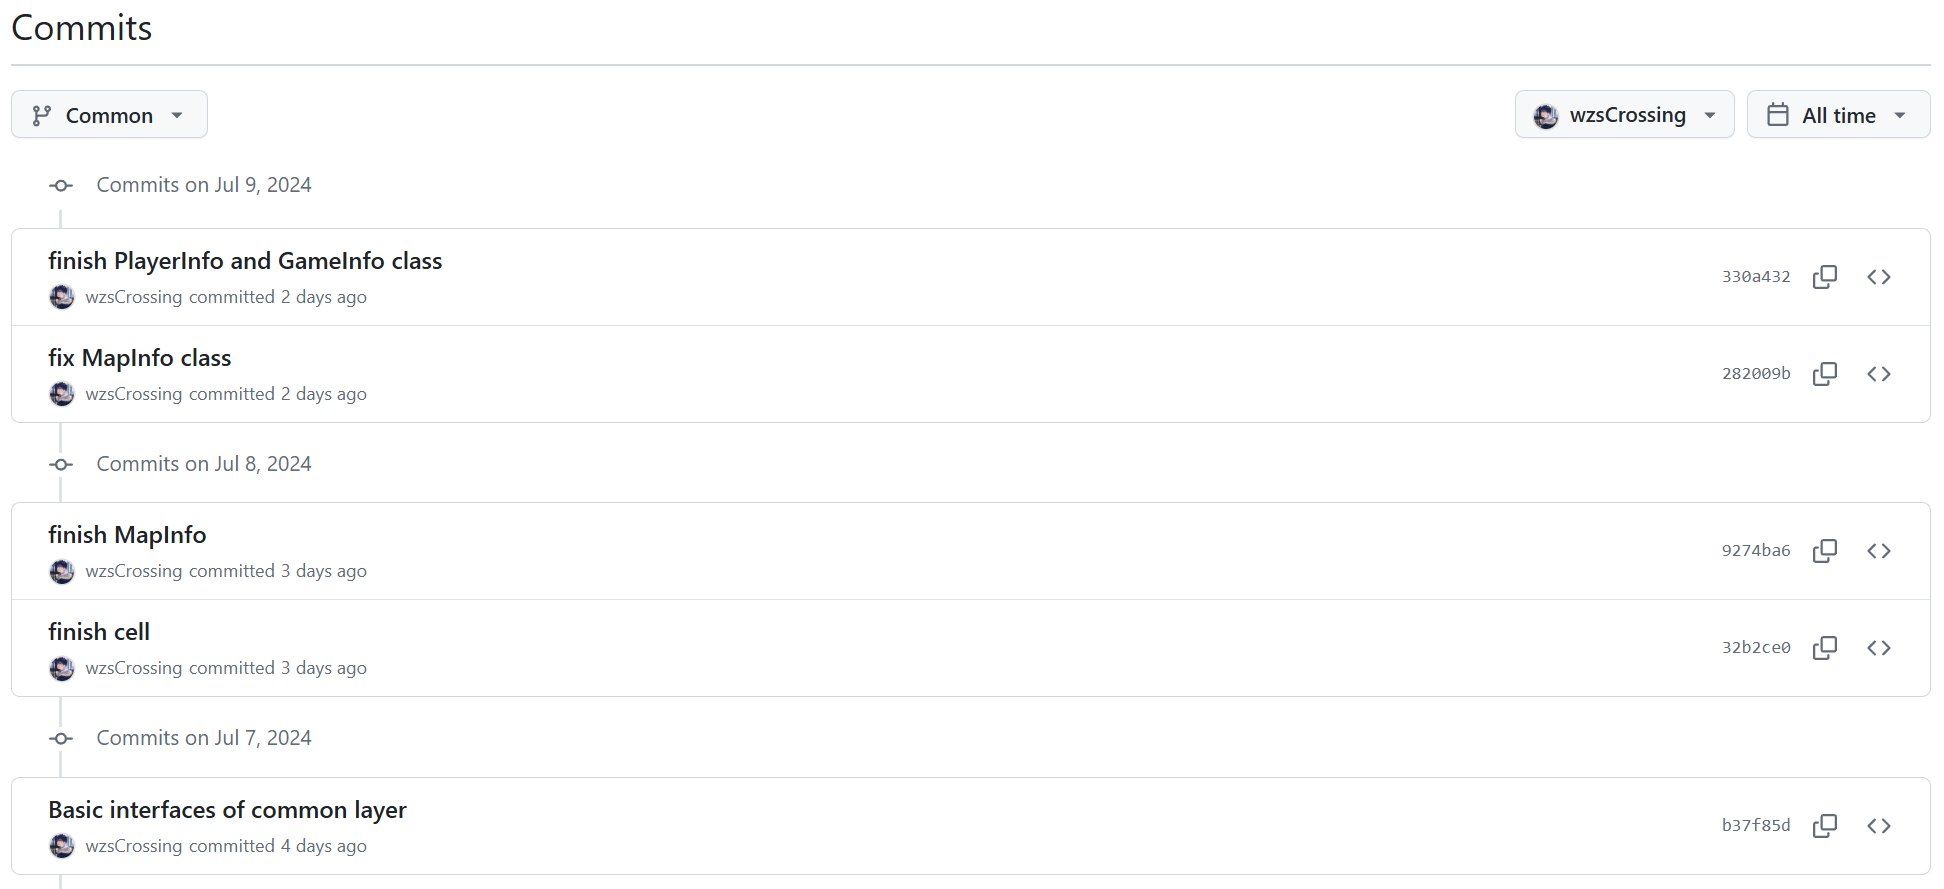 Commits
Common
wzsCrossing
All time
Commits on Jul 9, 2024
finish PlayerInfo and GameInfo class
wzsCrossing committed 2 days ago
330a432
fix MapInfo class
wzsCrossing committed 2 days ago
282009b
Commits on Jul 8, 2024
finish MapInfo
wzsCrossing committed 3 days ago
9274ba6
finish cell
wzsCrossing committed 3 days ago
32b2ce0
Commits on Jul 7, 2024
Basic interfaces of common layer
wzsCrossing committed 4 days ago
b37f85d